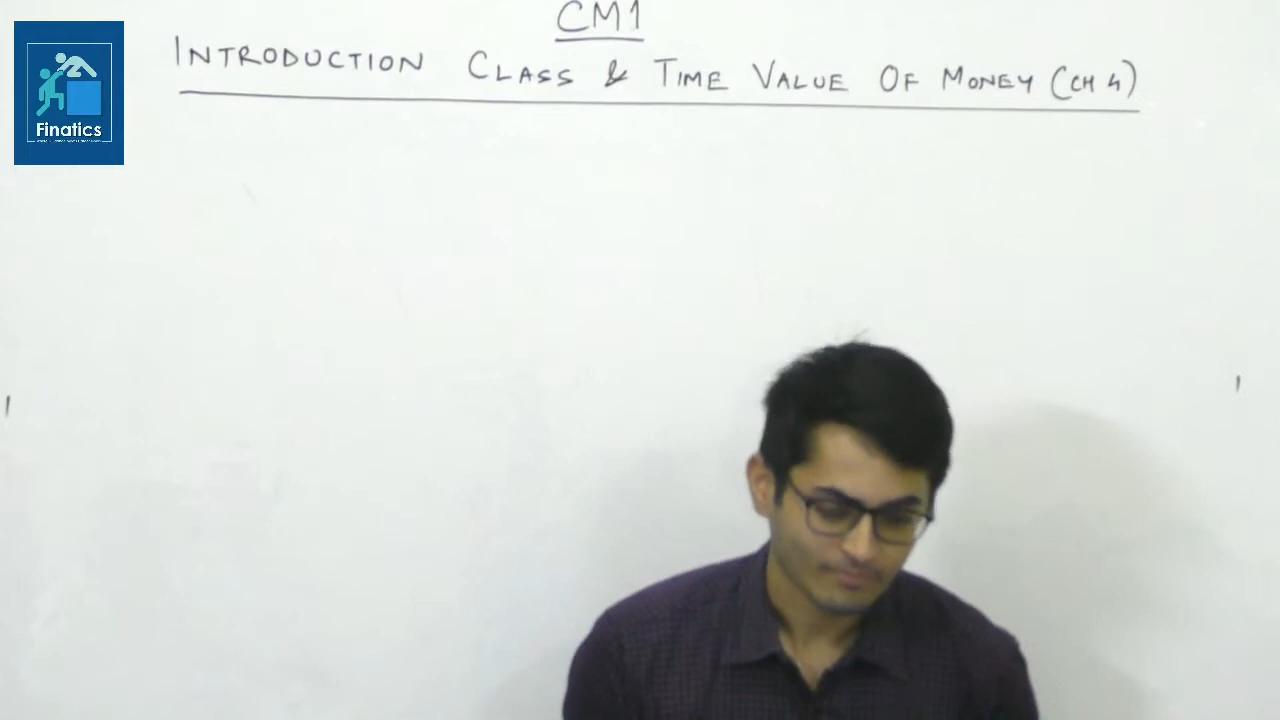 CM1
INTRODUCTION CLASS & TIME VALUE OF MONEY (CH 4)
Finatics